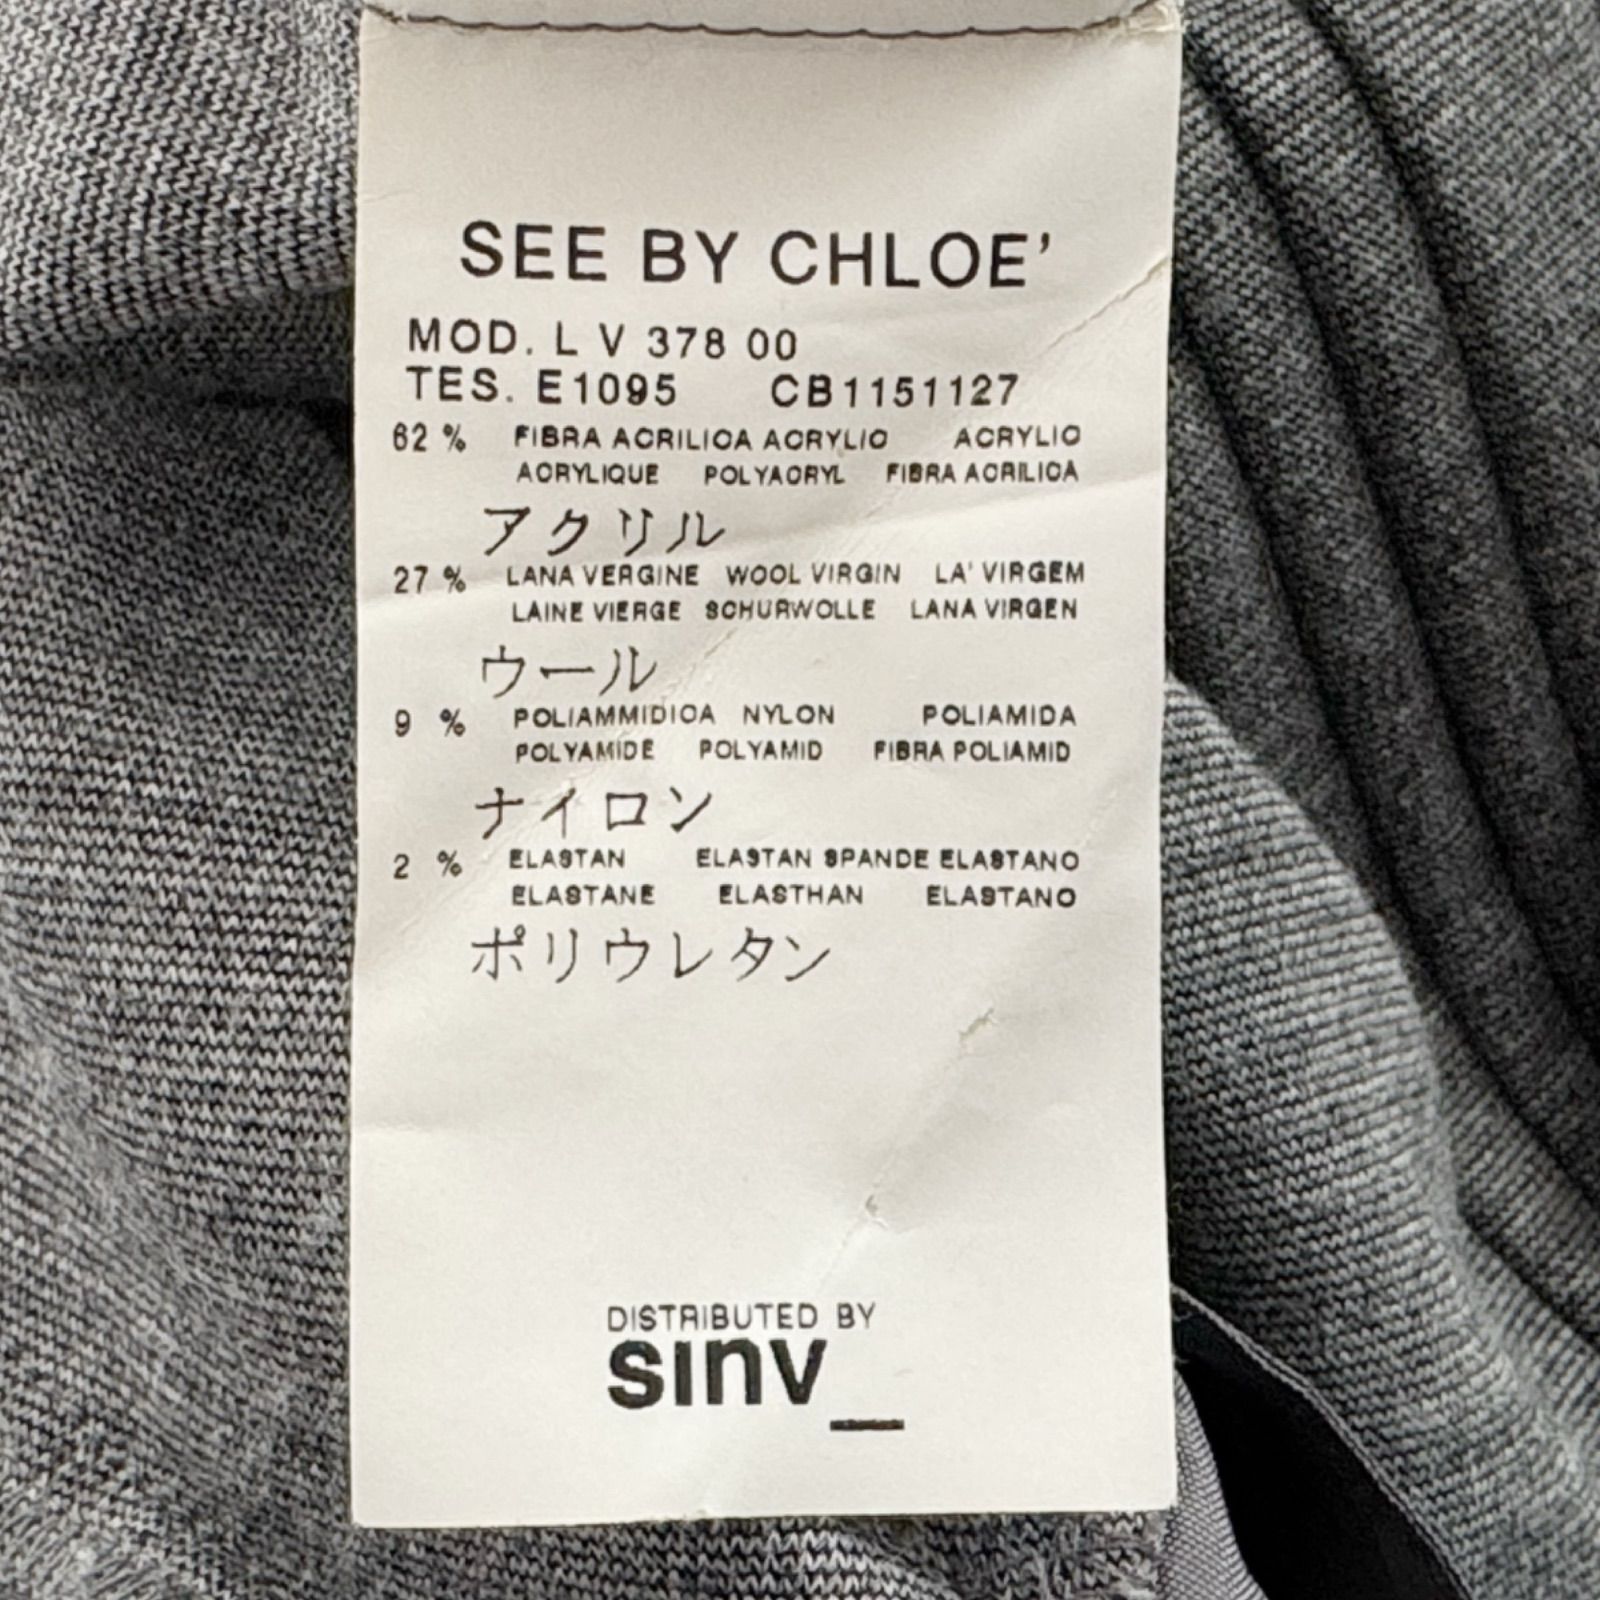 SEE BY CHLOE'
MOD. L V 378 00
TES. E1095 CB1151127
62 % FIBRA ACRILICA ACRYLIC ACRYLIC
ACRYLIQUE POLYACRYL FIBRA ACRILICA
アクリル
27 % LANA VERGINE WOOL VIRGIN LA' VIRGEM
LAINE VIERGE SCHURWOLLE LANA VIRGEN
ウール
9 % POLIAMMIDICA NYLON POLIAMIDA
POLYAMIDE POLYAMID FIBRA POLIAMID
ナイロン
2 % ELASTAN ELASTAN SPANDE ELASTANO
ELASTANE ELASTHAN ELASTANO
ポリウレタン
DISTRIBUTED BY
sinv_